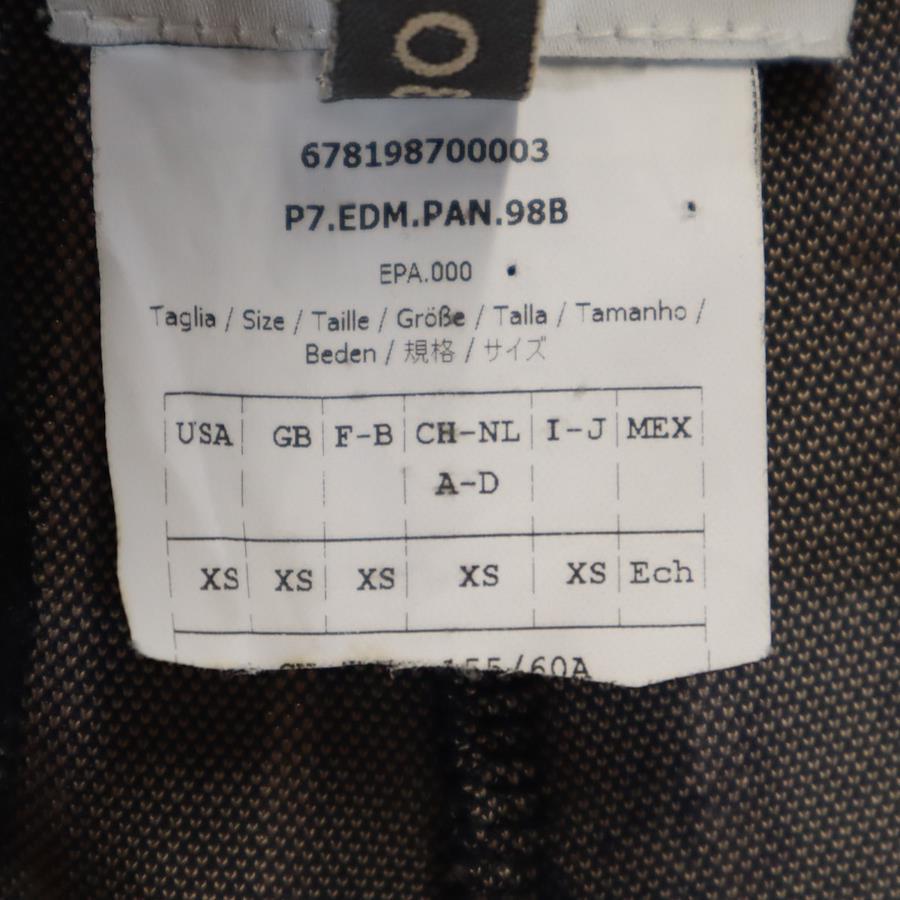 678198700003
P7.EDM.PAN.98B
EPA.000
Taglia / Size / Taille / Größe / Talla / Tamanho /
Beden / 規格 / サイズ
USA GB F-B CH-NL I-J MEX
A-D
XS XS XS XS XS Ech
155/60A